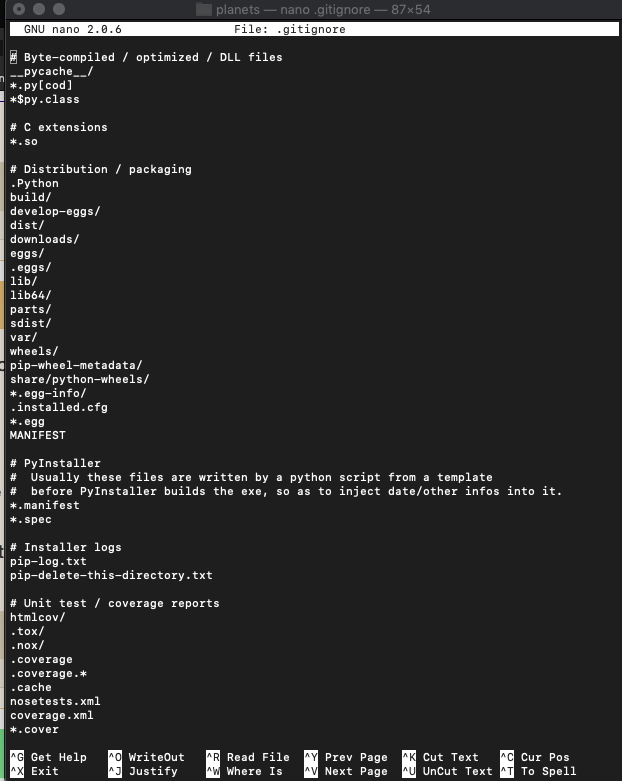 planets — nano .gitignore — 87×54
GNU nano 2.0.6 File: .gitignore
# Byte-compiled / optimized / DLL files
__pycache__/
*.py[cod]
*$py.class
# C extensions
*.so
# Distribution / packaging
.Python
build/
develop-eggs/
dist/
downloads/
eggs/
.eggs/
lib/
lib64/
parts/
sdist/
var/
wheels/
pip-wheel-metadata/
share/python-wheels/
*.egg-info/
.installed.cfg
*.egg
MANIFEST
# PyInstaller
#  Usually these files are written by a python script from a template
#  before PyInstaller builds the exe, so as to inject date/other infos into it.
*.manifest
*.spec
# Installer logs
pip-log.txt
pip-delete-this-directory.txt
# Unit test / coverage reports
htmlcov/
.tox/
.nox/
.coverage
.coverage.*
.cache
nosetests.xml
coverage.xml
*.cover
^G Get Help ^O WriteOut ^R Read File ^Y Prev Page ^K Cut Text ^C Cur Pos
^X Exit ^J Justify ^W Where Is ^V Next Page ^U UnCut Text ^T To Spell